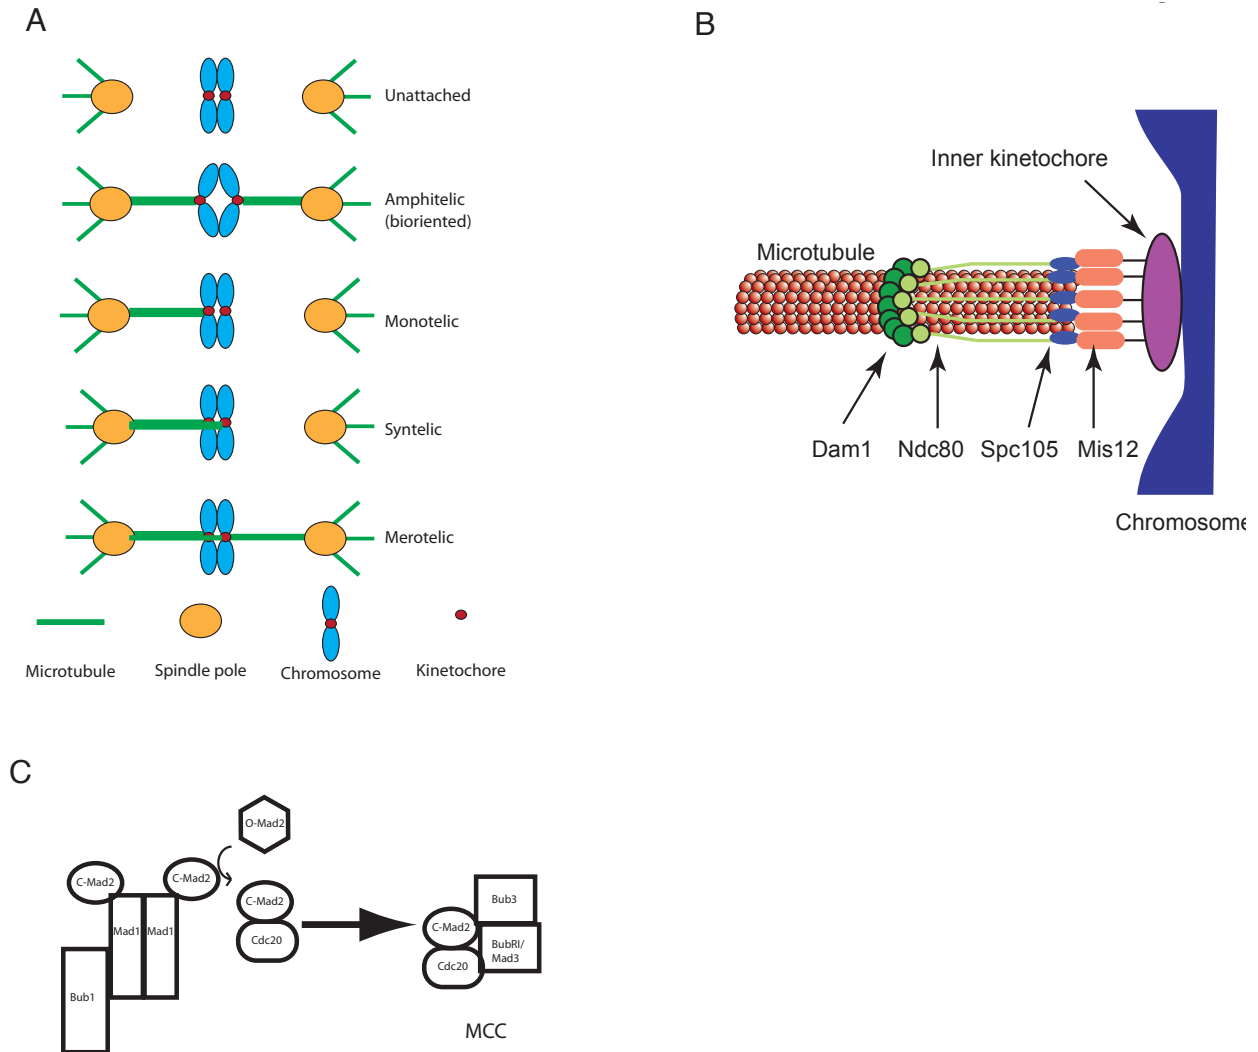 A
Unattached
Amphitelic
(bioriented)
Monotelic
Syntelic
Merotelic
Microtubule
Spindle pole
Chromosome
Kinetochore
B
Inner kinetochore
Microtubule
Dam1
Ndc80
Spc105
Mis12
Chromosome
C
O-Mad2
C-Mad2
C-Mad2
Mad1
Mad1
Bub1
C-Mad2
Cdc20
Bub3
C-Mad2
BubRI/
Mad3
Cdc20
MCC